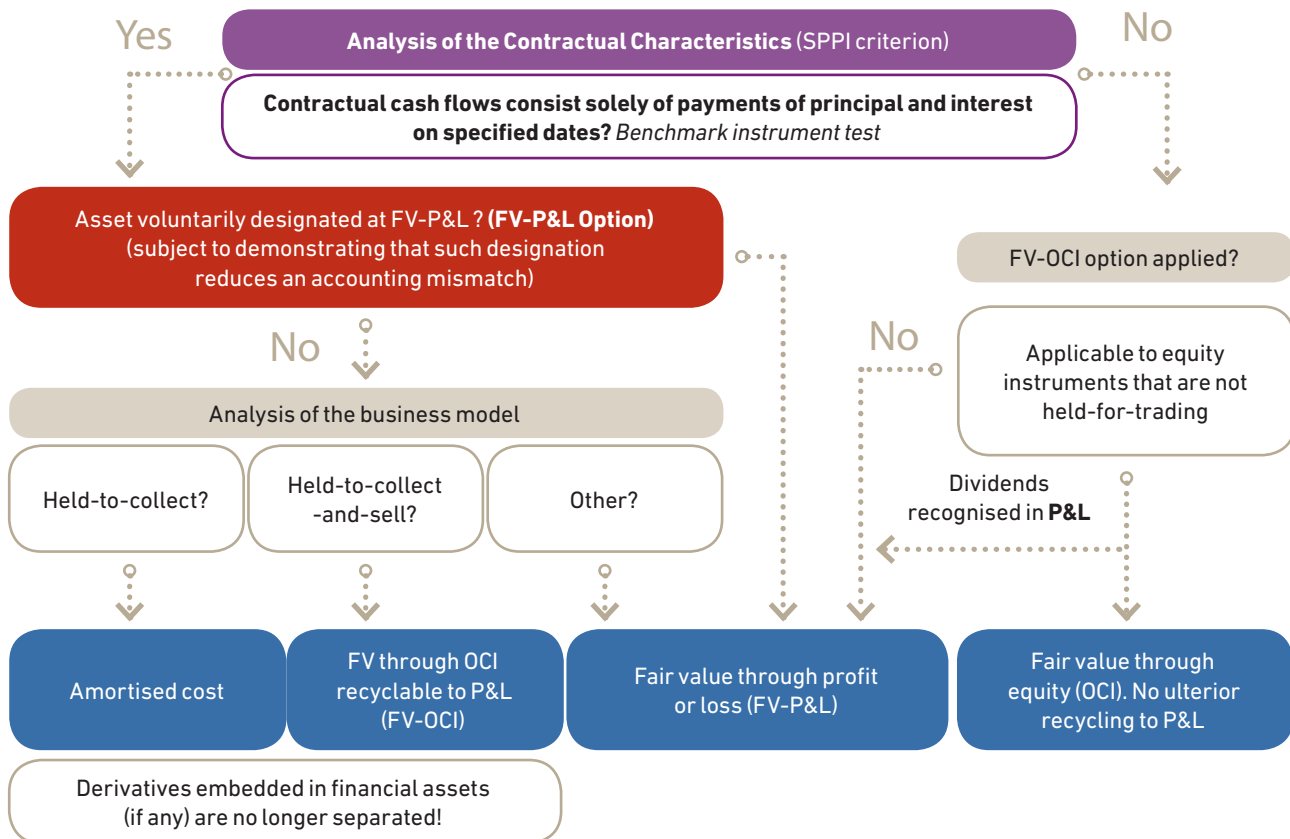 Yes
Analysis of the Contractual Characteristics (SPPI criterion)
No
Contractual cash flows consist solely of payments of principal and interest
on specified dates? Benchmark instrument test
Asset voluntarily designated at FV-P&L ? (FV-P&L Option)
(subject to demonstrating that such designation
reduces an accounting mismatch)
FV-OCI option applied?
No
No
Applicable to equity
instruments that are not
held-for-trading
Analysis of the business model
Held-to-collect?
Held-to-collect
-and-sell?
Other?
Dividends
recognised in P&L
Amortised cost
FV through OCI
recyclable to P&L
(FV-OCI)
Fair value through profit
or loss (FV-P&L)
Fair value through
equity (OCI). No ulterior
recycling to P&L
Derivatives embedded in financial assets
(if any) are no longer separated!